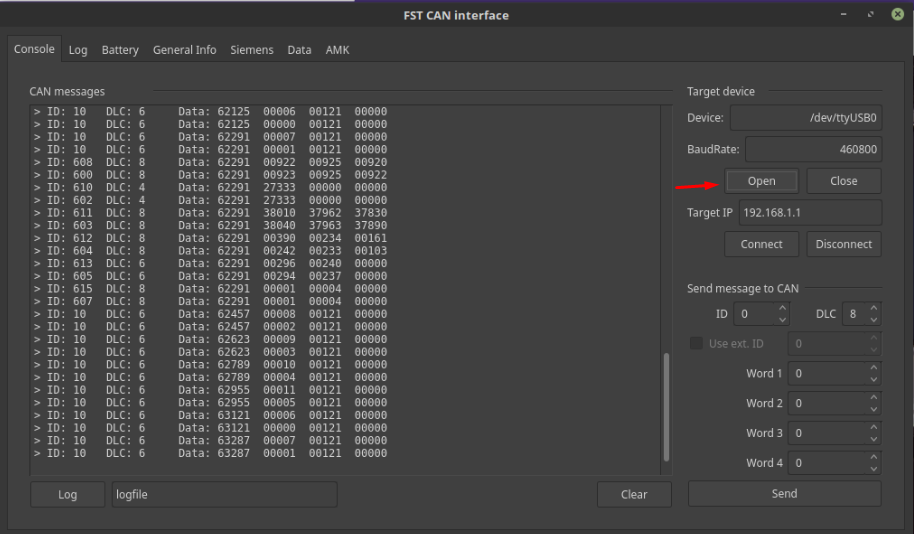 FST CAN interface
Console Log Battery General Info Siemens Data AMK
CAN messages
> ID: 10 DLC: 6 Data: 62125 00006 00121 00000
> ID: 10 DLC: 6 Data: 62125 00000 00121 00000
> ID: 10 DLC: 6 Data: 62291 00007 00121 00000
> ID: 10 DLC: 6 Data: 62291 00001 00121 00000
> ID: 608 DLC: 8 Data: 62291 00922 00925 00920
> ID: 600 DLC: 8 Data: 62291 00923 00925 00922
> ID: 610 DLC: 4 Data: 62291 27333 00000 00000
> ID: 602 DLC: 4 Data: 62291 27333 00000 00000
> ID: 611 DLC: 8 Data: 62291 38010 37962 37830
> ID: 603 DLC: 8 Data: 62291 38040 37963 37890
> ID: 612 DLC: 8 Data: 62291 00390 00234 00161
> ID: 604 DLC: 8 Data: 62291 00242 00233 00103
> ID: 613 DLC: 6 Data: 62291 00296 00240 00000
> ID: 605 DLC: 6 Data: 62291 00294 00237 00000
> ID: 615 DLC: 8 Data: 62291 00001 00004 00000
> ID: 607 DLC: 8 Data: 62291 00001 00004 00000
> ID: 10 DLC: 6 Data: 62457 00008 00121 00000
> ID: 10 DLC: 6 Data: 62457 00002 00121 00000
> ID: 10 DLC: 6 Data: 62623 00009 00121 00000
> ID: 10 DLC: 6 Data: 62623 00003 00121 00000
> ID: 10 DLC: 6 Data: 62789 00010 00121 00000
> ID: 10 DLC: 6 Data: 62789 00004 00121 00000
> ID: 10 DLC: 6 Data: 62955 00011 00121 00000
> ID: 10 DLC: 6 Data: 62955 00005 00121 00000
> ID: 10 DLC: 6 Data: 63121 00006 00121 00000
> ID: 10 DLC: 6 Data: 63121 00000 00121 00000
> ID: 10 DLC: 6 Data: 63287 00007 00121 00000
> ID: 10 DLC: 6 Data: 63287 00001 00121 00000
Log logfile Clear
Target device
Device: /dev/ttyUSB0
BaudRate: 460800
Open Close
Target IP 192.168.1.1
Connect Disconnect
Send message to CAN
ID 0 DLC 8
Use ext. ID 0
Word 1 0
Word 2 0
Word 3 0
Word 4 0
Send